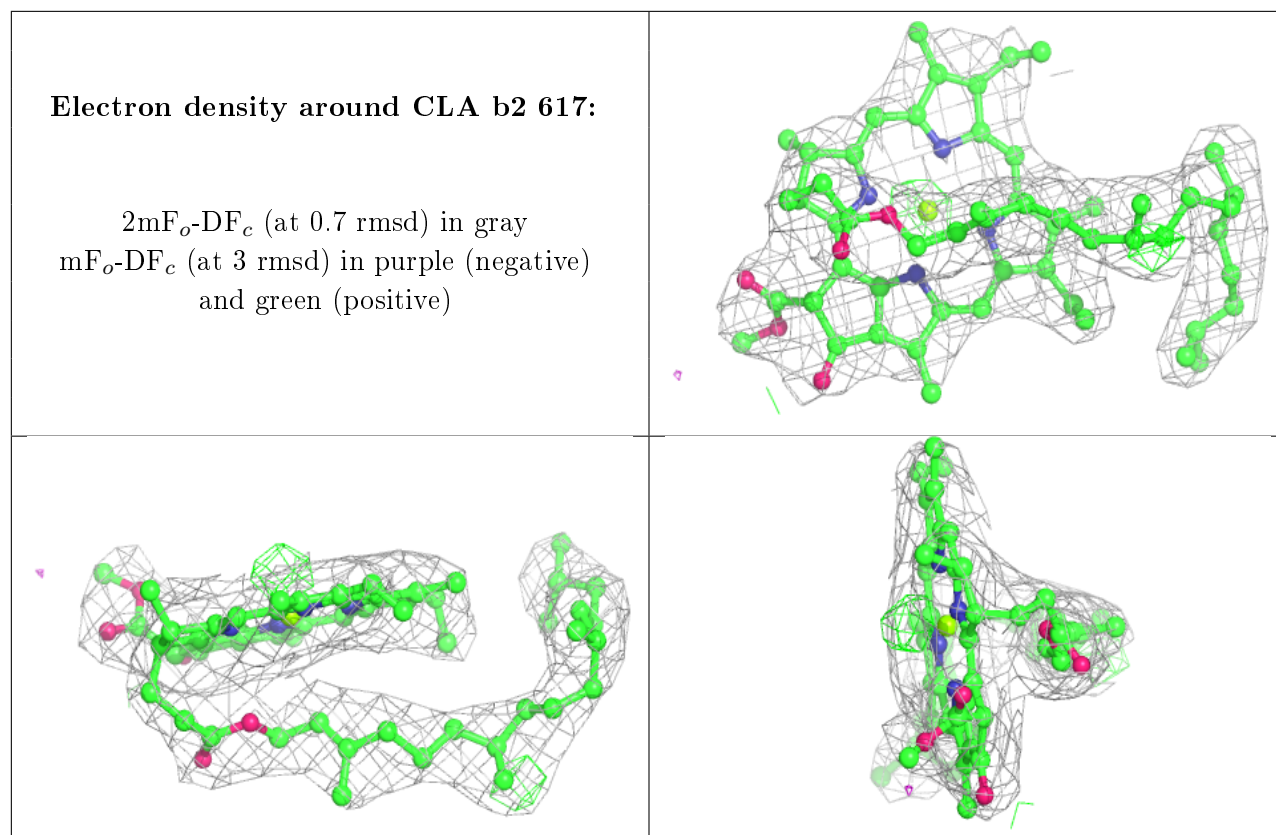 Electron density around CLA b2 617:
2mFo-DFc (at 0.7 rmsd) in gray
mFo-DFc (at 3 rmsd) in purple (negative)
and green (positive)